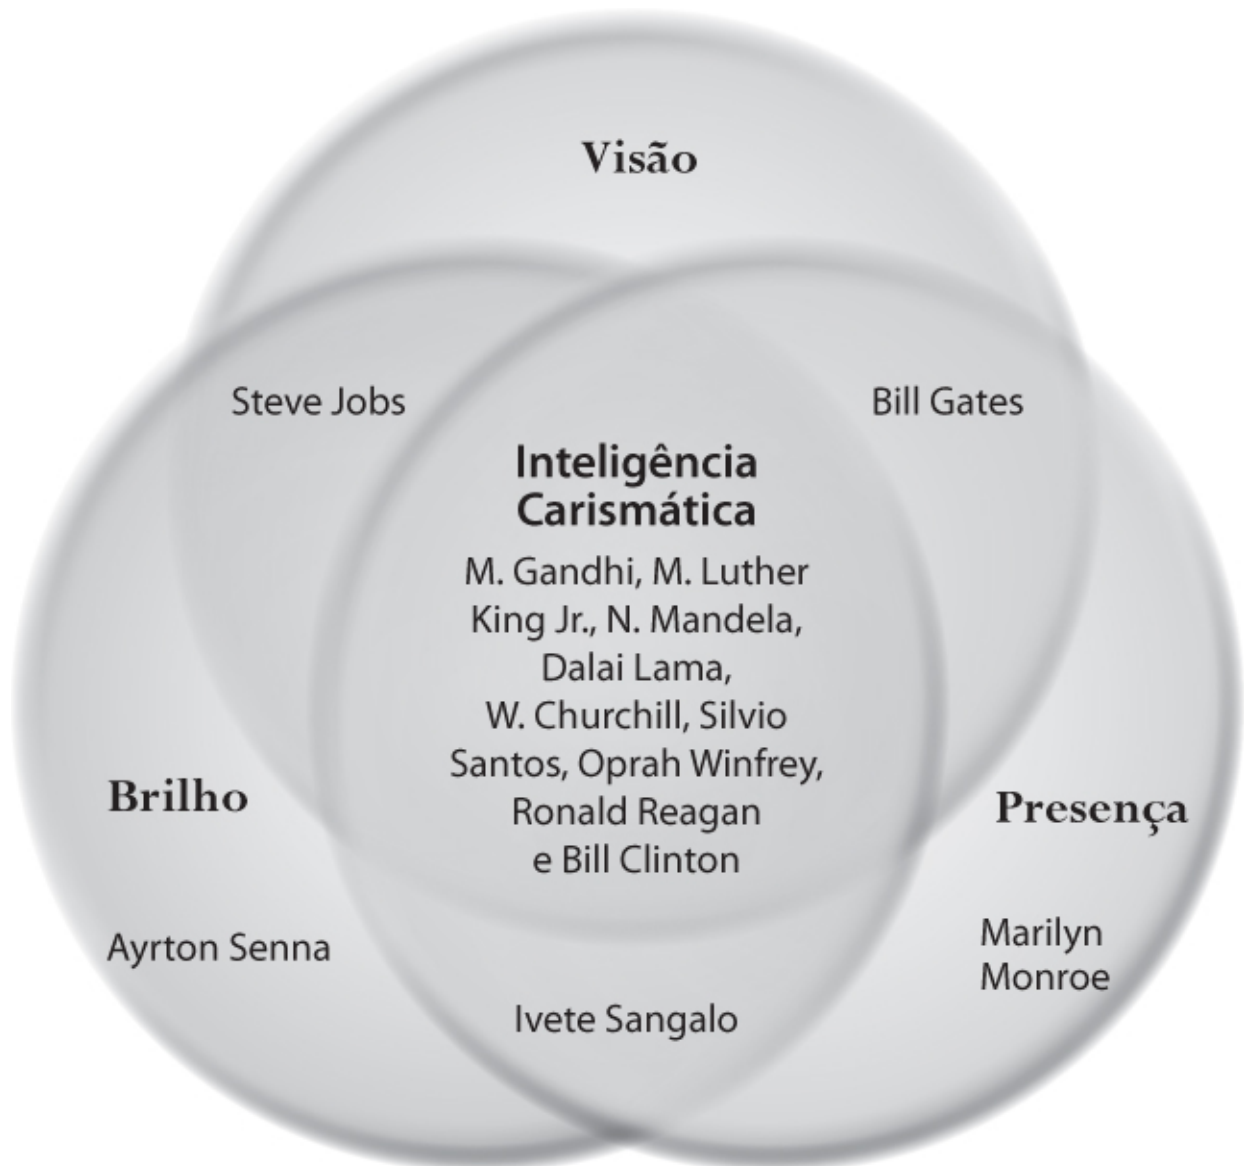 Visão
Steve Jobs
Bill Gates
Inteligência
Carismática
M. Gandhi, M. Luther
King Jr., N. Mandela,
Dalai Lama,
W. Churchill, Silvio
Santos, Oprah Winfrey,
Ronald Reagan
e Bill Clinton
Brilho
Presença
Ayrton Senna
Marilyn
Monroe
Ivete Sangalo